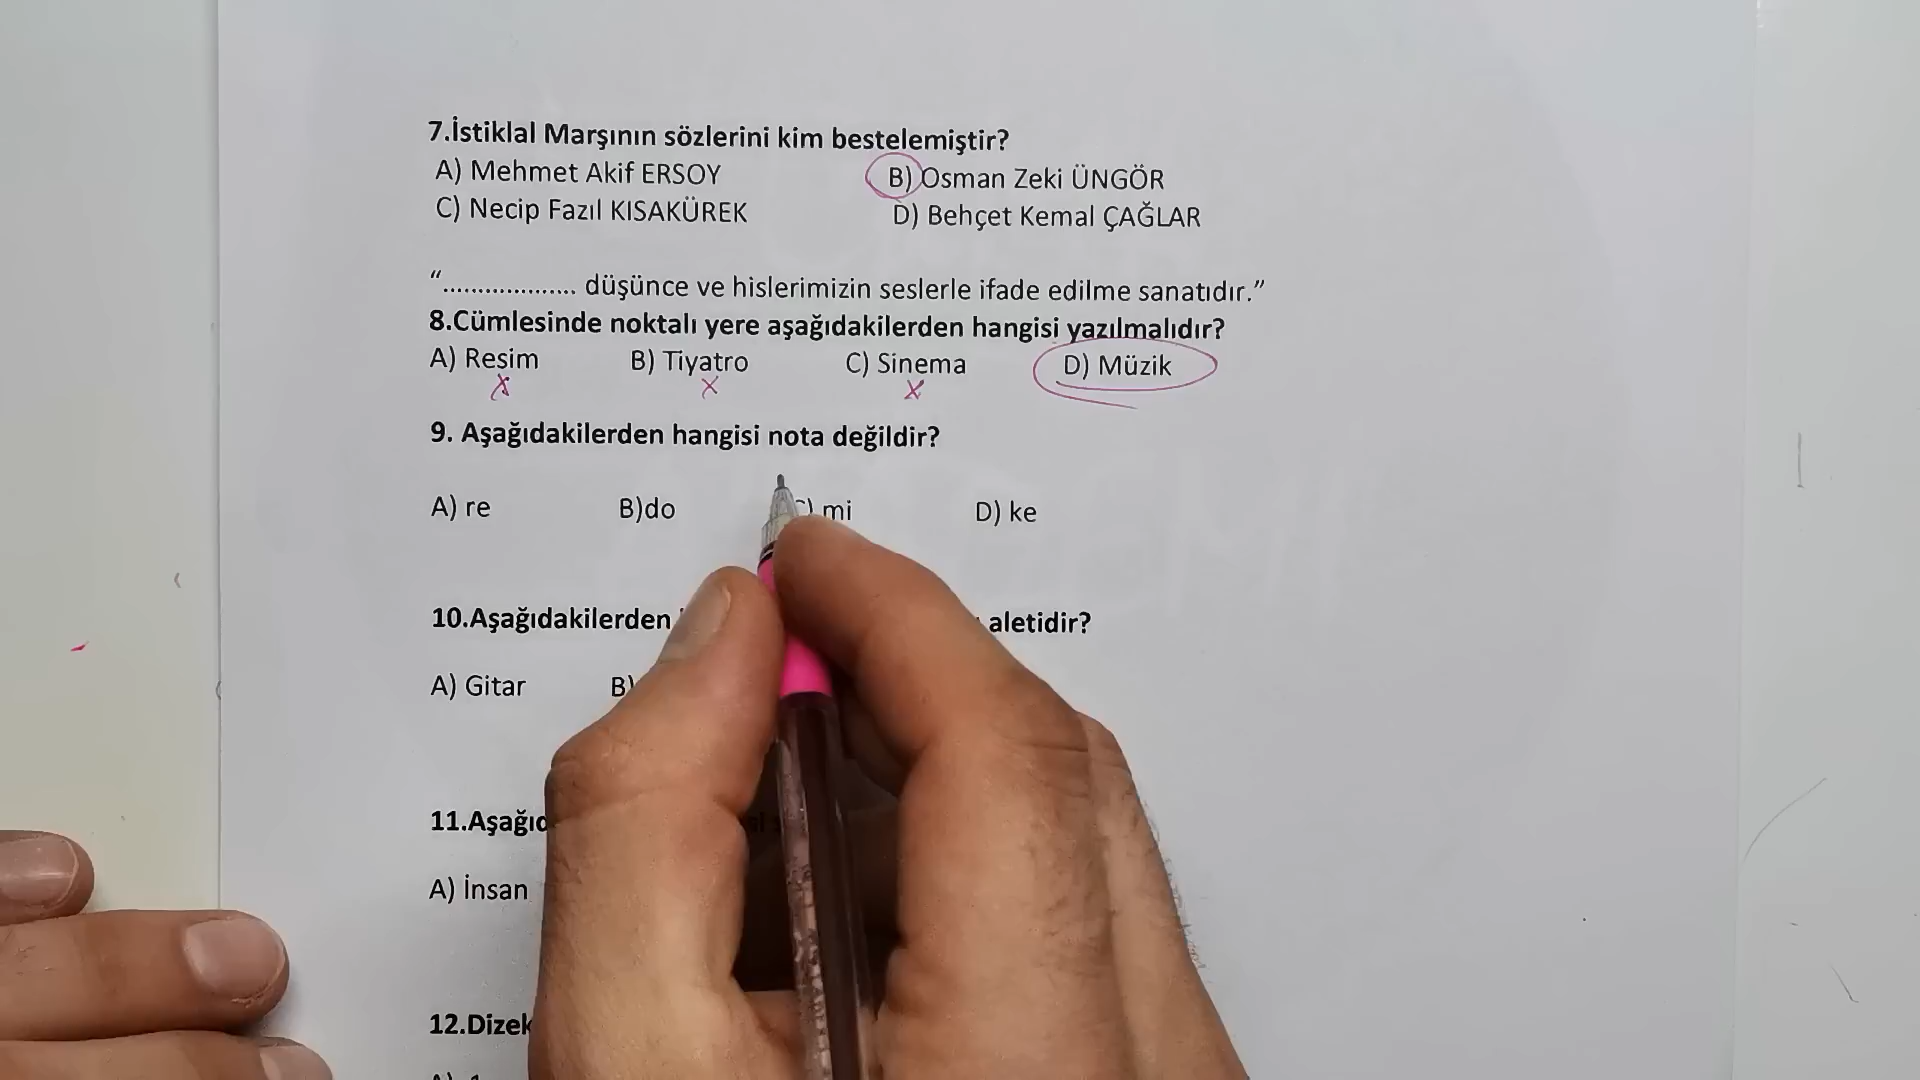 7.İstiklal Marşının sözlerini kim bestelemiştir?
A) Mehmet Akif ERSOY B) Osman Zeki ÜNGÖR
C) Necip Fazıl KISAKÜREK D) Behçet Kemal ÇAĞLAR
“................... düşünce ve hislerimizin seslerle ifade edilme sanatıdır.”
8.Cümlesinde noktalı yere aşağıdakilerden hangisi yazılmalıdır?
A) Resim B) Tiyatro C) Sinema D) Müzik
x x x
9. Aşağıdakilerden hangisi nota değildir?
A) re B)do C) mi D) ke
10.Aşağıdakilerden aletidir?
A) Gitar B)
11.
A) İnsan
12.